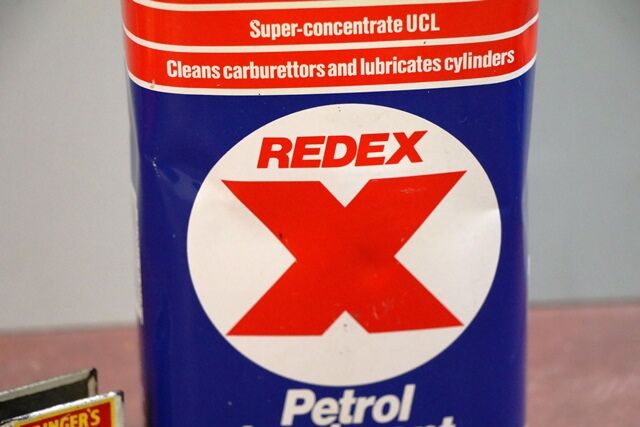 Super-concentrate UCL
Cleans carburettors and lubricates cylinders
REDEX
X
Petrol